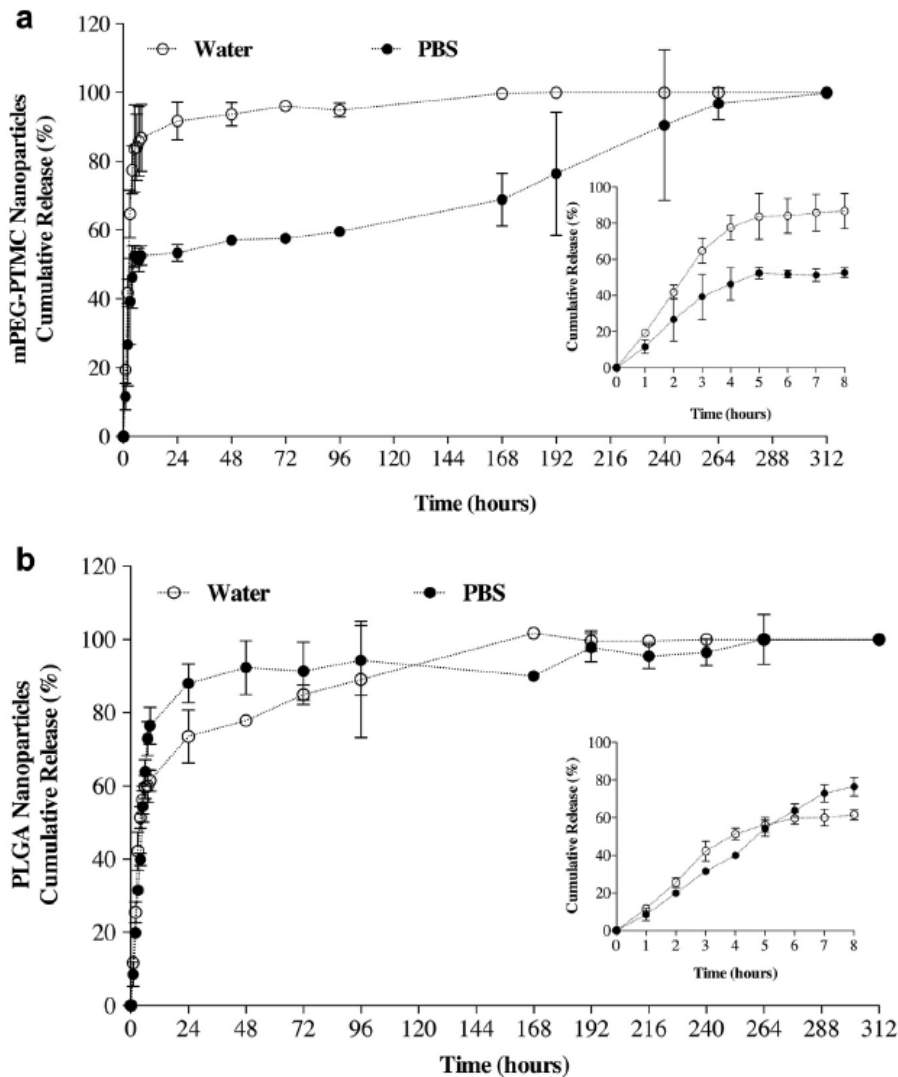 a
mPEG-PTMC Nanoparticles
Cumulative Release (%)
120
100
80
60
40
20
0
Water
PBS
0 24 48 72 96 120 144 168 192 216 240 264 288 312
Time (hours)
Cumulative Release (%)
100
80
60
40
20
0
0 1 2 3 4 5 6 7 8
Time (hours)
b
PLGA Nanoparticles
Cumulative Release (%)
120
100
80
60
40
20
0
Water
PBS
0 24 48 72 96 120 144 168 192 216 240 264 288 312
Time (hours)
Cumulative Release (%)
100
80
60
40
20
0
0 1 2 3 4 5 6 7 8
Time (hours)